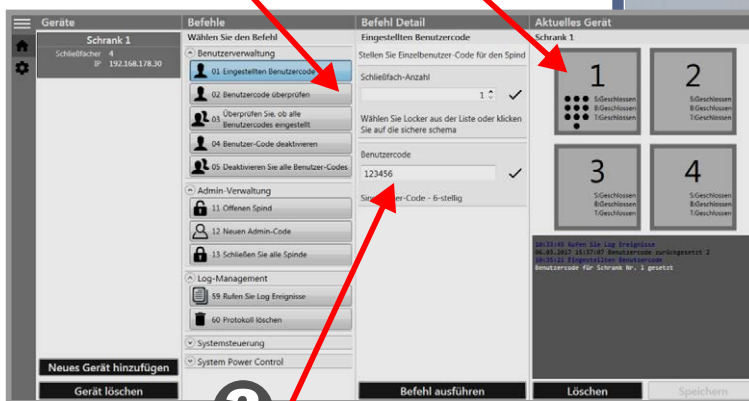 Geräte
Schrank 1
Schließfächer 4
IP 192.168.178.30
Neues Gerät hinzufügen
Gerät löschen
Befehle
Wählen Sie den Befehl
Benutzerverwaltung
01 Eingestellten Benutzercode
02 Benutzercode überprüfen
03 Überprüfen Sie, ob alle
Benutzercodes eingestellt
04 Benutzer-Code deaktivieren
05 Deaktivieren Sie alle Benutzer-Codes
Admin-Verwaltung
11 Offenen Spind
12 Neuen Admin-Code
13 Schließen Sie alle Spinde
Log-Management
59 Rufen Sie Log Ereignisse
60 Protokoll löschen
Systemsteuerung
System Power Control
Befehl Detail
Eingestellten Benutzercode
Stellen Sie Einzelbenutzer-Code für den Spind
Schließfach-Anzahl
1
Wählen Sie Locker aus der Liste oder klicken
Sie auf die sichere schema
Benutzercode
123456
- 6-stellig
Befehl ausführen
Aktuelles Gerät
Schrank 1
1
S:Geschlossen
B:Geschlossen
T:Geschlossen
2
S:Geschlossen
B:Geschlossen
T:Geschlossen
3
S:Geschlossen
B:Geschlossen
T:Geschlossen
4
S:Geschlossen
B:Geschlossen
T:Geschlossen
10:33:45 Rufen Sie Log Ereignisse
06.03.2017 15:37:07 Benutzercode zurückgesetzt 2
10:35:21 Eingestellten Benutzercode
Benutzercode für Schrank Nr. 1 gesetzt
Löschen
Speichern